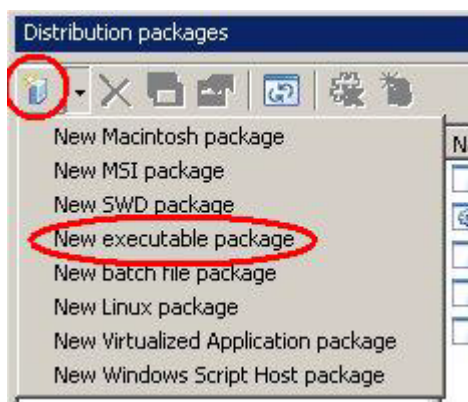 Distribution packages
New Macintosh package
New MSI package
New SWD package
New executable package
New batch file package
New Linux package
New Virtualized Application package
New Windows Script Host package